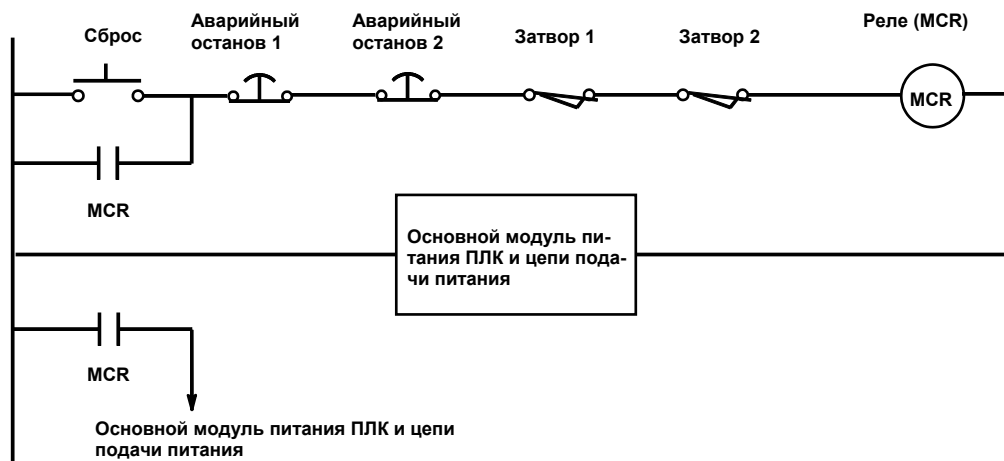 Сброс
Аварийный
останов 1
Аварийный
останов 2
Затвор 1
Затвор 2
Реле (MCR)
MCR
MCR
Основной модуль пи-
тания ПЛК и цепи пода-
чи питания
MCR
Основной модуль питания ПЛК и цепи
подачи питания